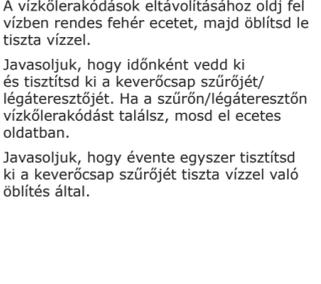 A vízkőlerakódások eltávolításához oldj fel
vízben rendes fehér ecetet, majd öblítsd le
tiszta vízzel.
Javasoljuk, hogy időnként vedd ki
és tisztítsd ki a keverőcsap szűrőjét/
légáteresztőjét. Ha a szűrőn/légáteresztőn
vízkőlerakódást találsz, mosd el ecetes
oldatban.
Javasoljuk, hogy évente egyszer tisztítsd
ki a keverőcsap szűrőjét tiszta vízzel való
öblítés által.